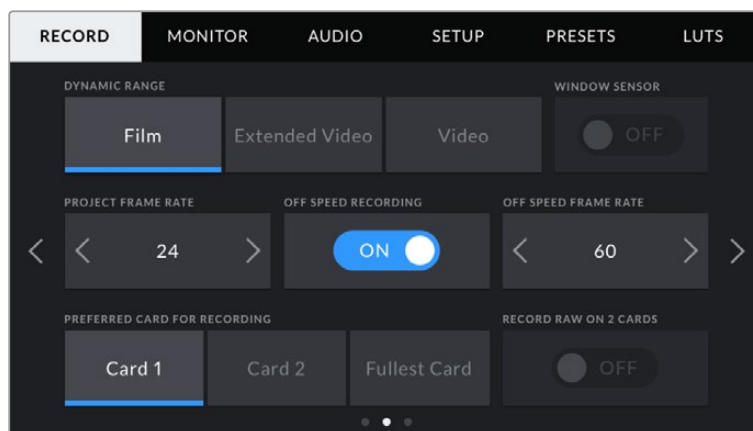 RECORD MONITOR AUDIO SETUP PRESETS LUTS
DYNAMIC RANGE WINDOW SENSOR
Film Extended Video Video OFF
PROJECT FRAME RATE OFF SPEED RECORDING OFF SPEED FRAME RATE
24 ON 60
PREFERRED CARD FOR RECORDING RECORD RAW ON 2 CARDS
Card 1 Card 2 Fullest Card OFF